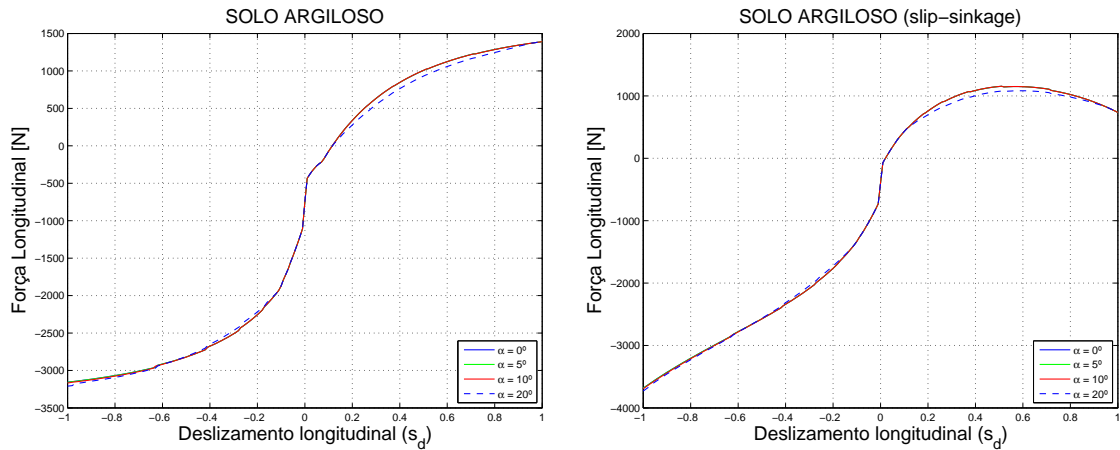 SOLO ARGILOSO
1500
1000
500
0
−500
−1000
−1500
−2000
−2500
−3000
−3500
Força Longitudinal [N]
−1 −0.8 −0.6 −0.4 −0.2 0 0.2 0.4 0.6 0.8 1
Deslizamento longitudinal (s_d)
α = 0º
α = 5º
α = 10º
α = 20º
SOLO ARGILOSO (slip−sinkage)
2000
1000
0
−1000
−2000
−3000
−4000
Força Longitudinal [N]
−1 −0.8 −0.6 −0.4 −0.2 0 0.2 0.4 0.6 0.8 1
Deslizamento longitudinal (s_d)
α = 0º
α = 5º
α = 10º
α = 20º